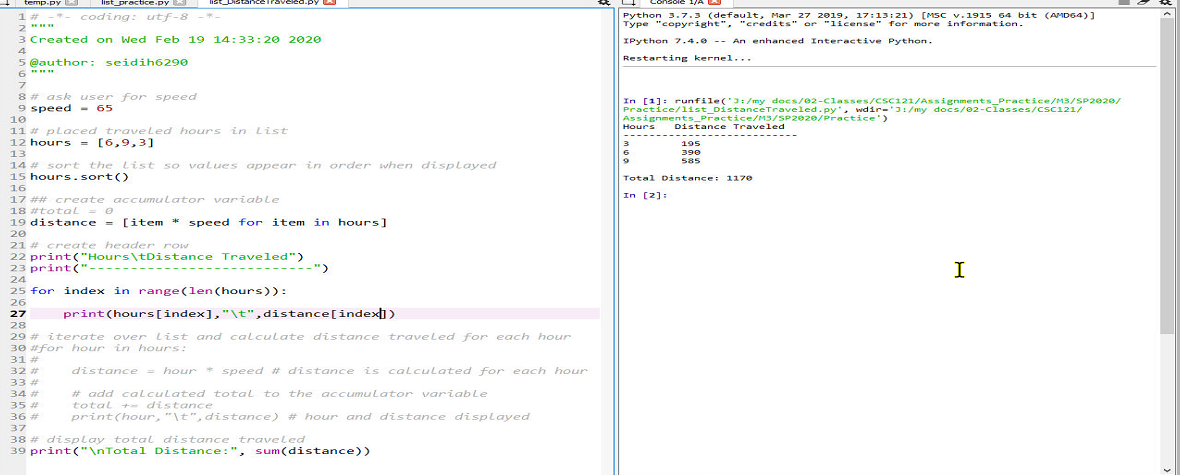 temp.py list_practice.py list_DistanceTraveled.py
1 # -*- coding: utf-8 -*-
2 """
3 Created on Wed Feb 19 14:33:20 2020
4
5 @author: seidih6290
6 """
7
8 # ask user for speed
9 speed = 65
10
11 # placed traveled hours in list
12 hours = [6,9,3]
13
14 # sort the list so values appear in order when displayed
15 hours.sort()
16
17 ## create accumulator variable
18 #total = 0
19 distance = [item * speed for item in hours]
20
21 # create header row
22 print("Hours\tDistance Traveled")
23 print("---------------------------")
24
25 for index in range(len(hours)):
26
27     print(hours[index],"\t",distance[index])
28
29 # iterate over list and calculate distance traveled for each hour
30 #for hour in hours:
31 #
32 #    distance = hour * speed # distance is calculated for each hour
33 #
34 #    # add calculated total to the accumulator variable
35 #    total += distance
36 #    print(hour,"\t",distance) # hour and distance displayed
37
38 # display total distance traveled
39 print("\nTotal Distance:", sum(distance))
Console 1/A
Python 3.7.3 (default, Mar 27 2019, 17:13:21) [MSC v.1915 64 bit (AMD64)]
Type "copyright", "credits" or "license" for more information.
IPython 7.4.0 -- An enhanced Interactive Python.
Restarting kernel...
In [1]: runfile('J:/my docs/02-Classes/CSC121/Assignments_Practice/M3/SP2020/
Practice/list_DistanceTraveled.py', wdir='J:/my docs/02-Classes/CSC121/
Assignments_Practice/M3/SP2020/Practice')
Hours   Distance Traveled
---------------------------
3        195
6        390
9        585
Total Distance: 1170
In [2]: